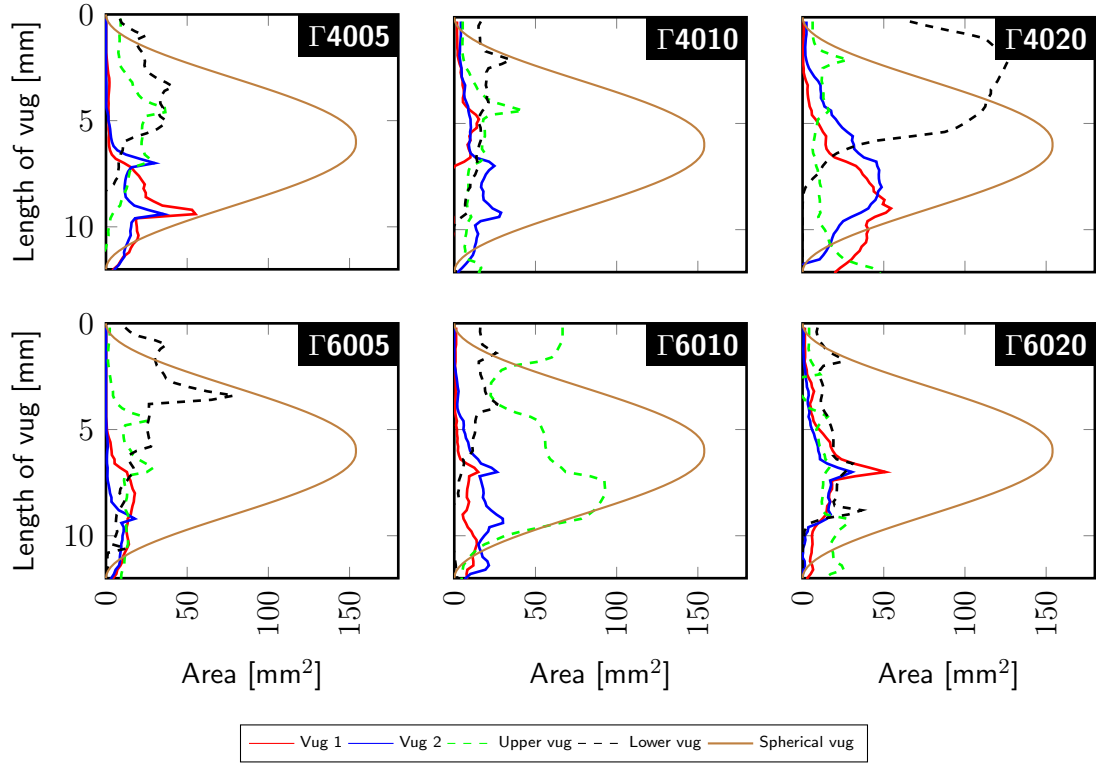 Γ4005
Γ4010
Γ4020
0
5
10
Length of vug [mm]
Γ6005
Γ6010
Γ6020
0
5
10
Length of vug [mm]
0 50 100 150
0 50 100 150
0 50 100 150
Area [mm²]
Area [mm²]
Area [mm²]
Vug 1 Vug 2 Upper vug Lower vug Spherical vug